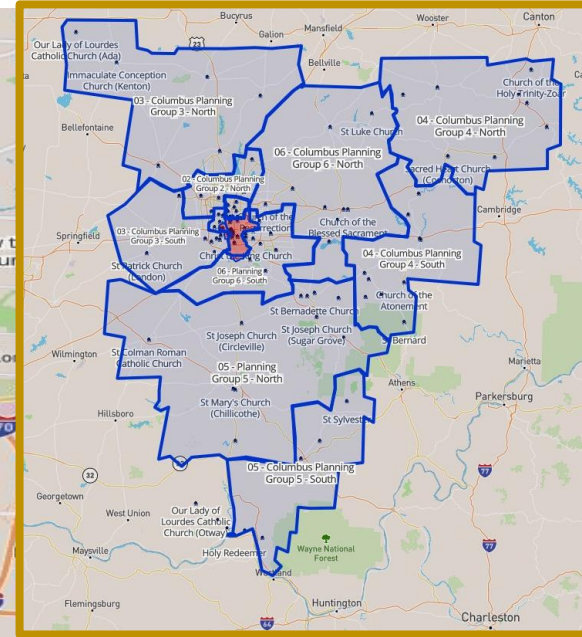 Bucyrus
Wooster
Canton
Galion
Mansfield
Our Lady of Lourdes
Catholic Church (Ada)
23
Bellville
Immaculate Conception
Church (Kenton)
Church of the
Holy Trinity-Zoar
03 - Columbus Planning
Group 3 - North
04 - Columbus Planning
Group 4 - North
Bellefontaine
St Luke Church
06 - Columbus Planning
Group 6 - North
Sacred Heart Church
02 - Columbus Planning
Group 2 - North
Cambridge
Springfield
03 - Columbus Planning
Group 3 - South
Church of the
Church of the
Blessed Sacrament
St Patrick Church
(London)
Church
04 - Columbus Planning
Group 4 - South
06 - Planning
Group 6 - South
Church of the
Atonement
St Bernadette Church
Wilmington
St Colman Roman
Catholic Church
St Joseph Church
(Circleville)
St Joseph Church
(Sugar Grove)
St Bernard
Marietta
05 - Planning
Group 5 - North
Athens
Parkersburg
Hillsboro
St Mary's Church
(Chillicothe)
St Sylvest
70
77
32
05 - Columbus Planning
Group 5 - South
Georgetown
West Union
Our Lady of
Lourdes Catholic
Church (Otway)
Maysville
Holy Redeemer
Wayne National
Forest
77
Flemingsburg
Huntington
64
Charleston